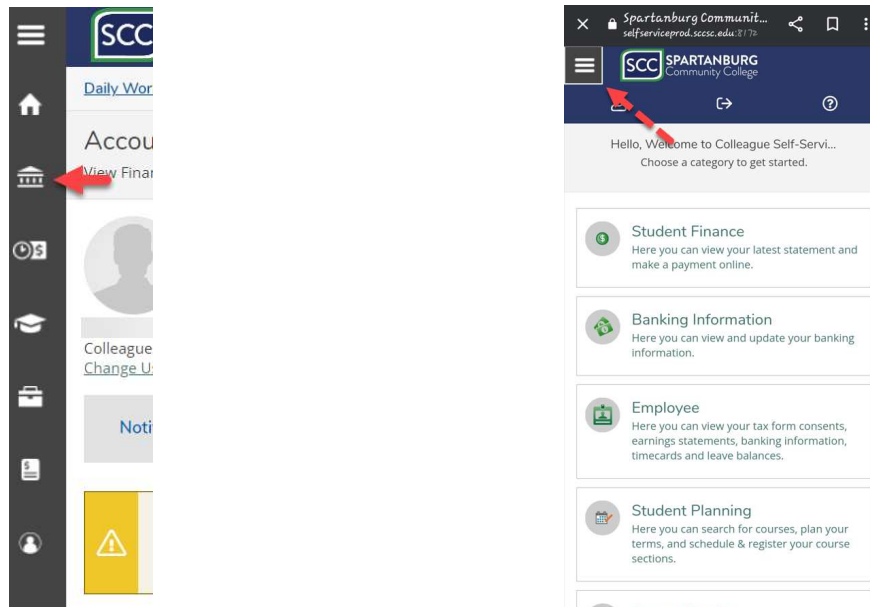 SCC
Daily Wor
Accou
View Finan
Colleague
Change Us
Noti
Spartanburg Communit...
selfserviceprod.sccsc.edu:8172
SCC SPARTANBURG
Community College
Hello, Welcome to Colleague Self-Servi...
Choose a category to get started.
Student Finance
Here you can view your latest statement and
make a payment online.
Banking Information
Here you can view and update your banking
information.
Employee
Here you can view your tax form consents,
earnings statements, banking information,
timecards and leave balances.
Student Planning
Here you can search for courses, plan your
terms, and schedule & register your course
sections.